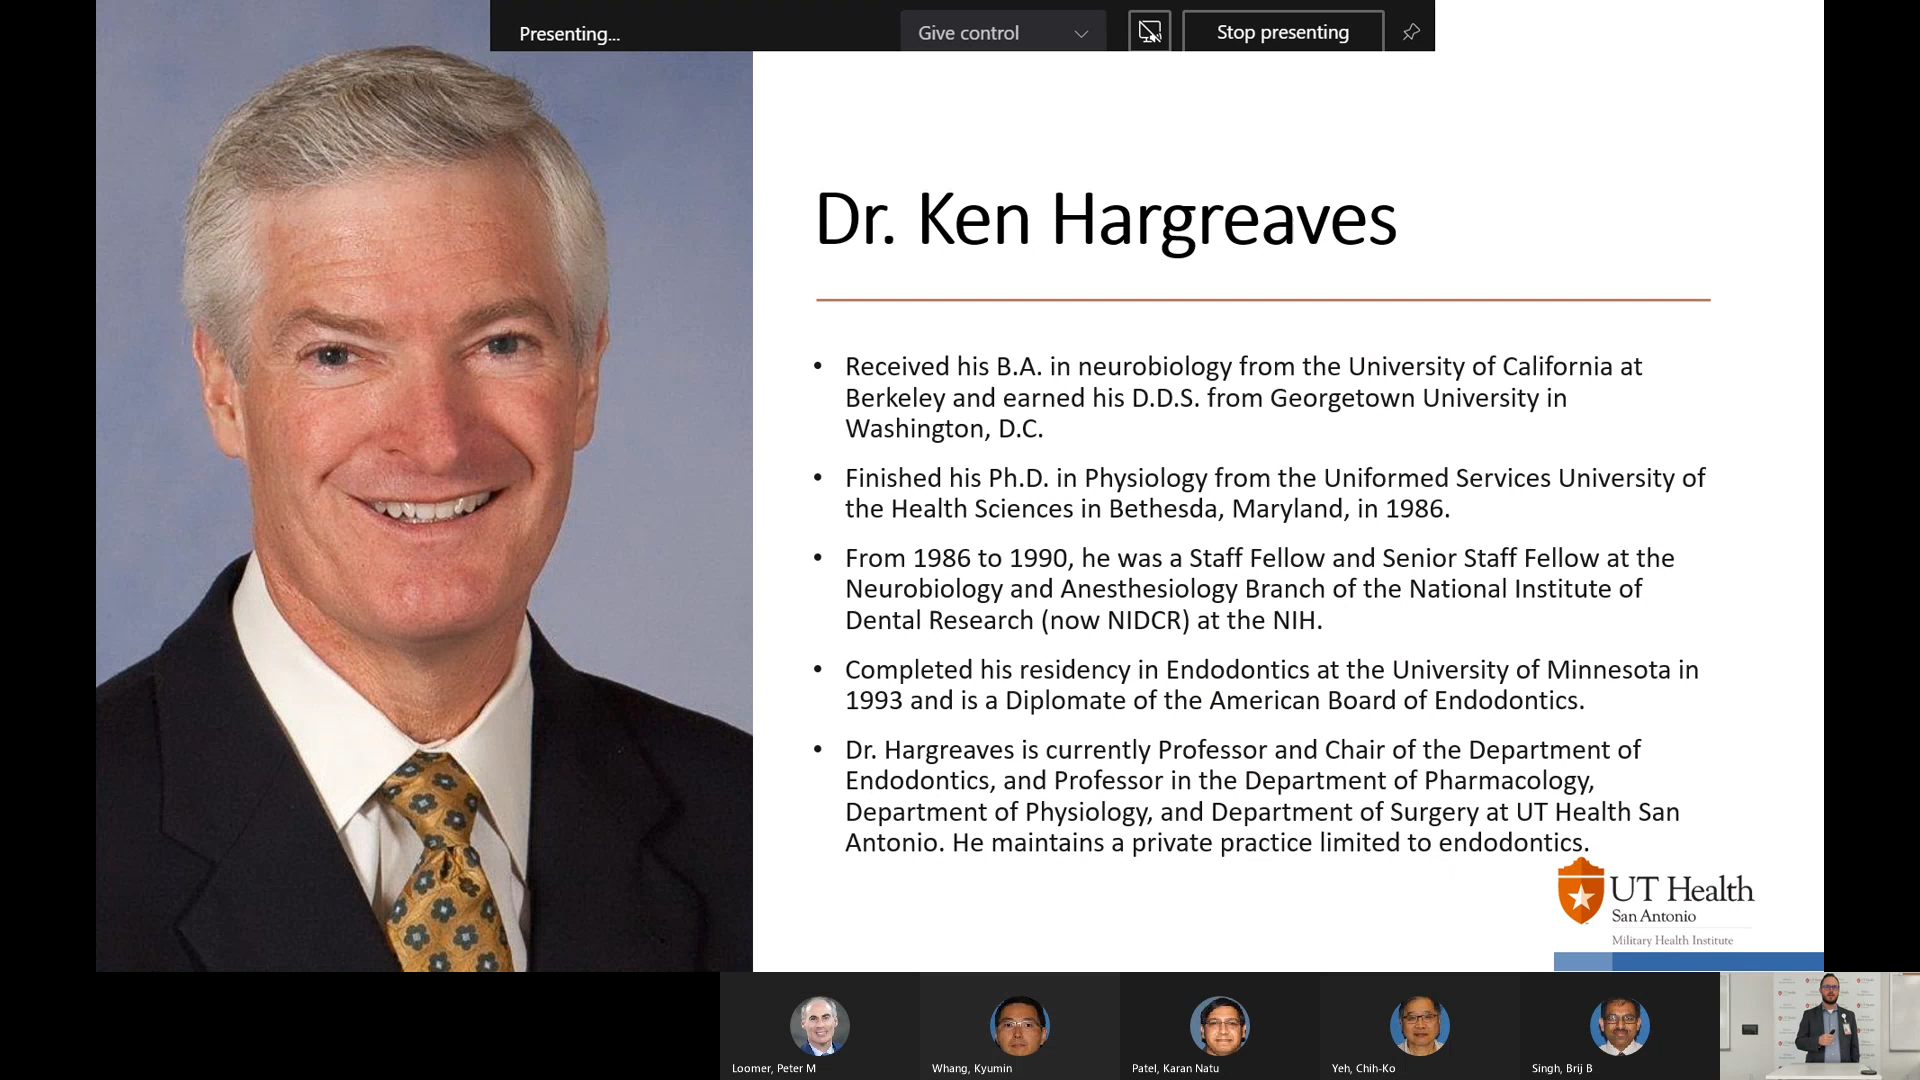 Presenting...
Give control
Stop presenting
Dr. Ken Hargreaves
• Received his B.A. in neurobiology from the University of California at
Berkeley and earned his D.D.S. from Georgetown University in
Washington, D.C.
• Finished his Ph.D. in Physiology from the Uniformed Services University of
the Health Sciences in Bethesda, Maryland, in 1986.
• From 1986 to 1990, he was a Staff Fellow and Senior Staff Fellow at the
Neurobiology and Anesthesiology Branch of the National Institute of
Dental Research (now NIDCR) at the NIH.
• Completed his residency in Endodontics at the University of Minnesota in
1993 and is a Diplomate of the American Board of Endodontics.
• Dr. Hargreaves is currently Professor and Chair of the Department of
Endodontics, and Professor in the Department of Pharmacology,
Department of Physiology, and Department of Surgery at UT Health San
Antonio. He maintains a private practice limited to endodontics.
UT Health
San Antonio
Military Health Institute
Loomer, Peter M
Whang, Kyumin
Patel, Karan Natu
Yeh, Chih-Ko
Singh, Brij B